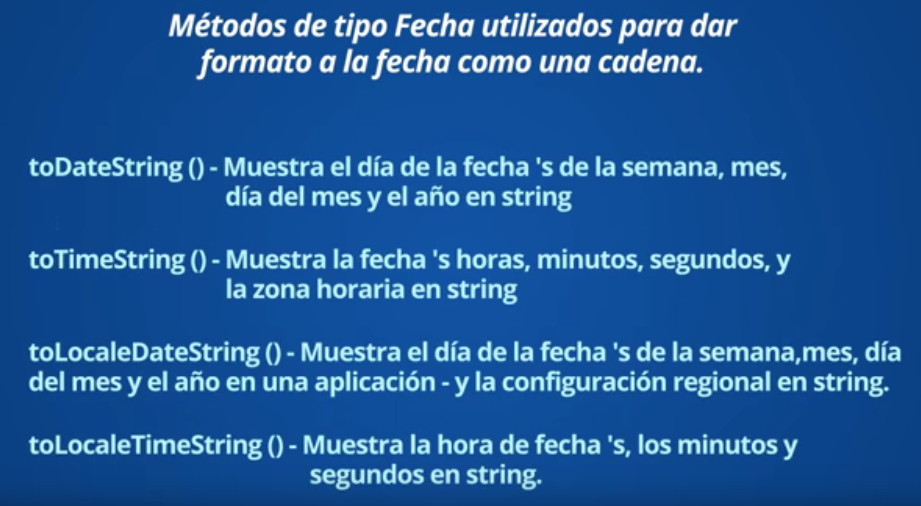 Métodos de tipo Fecha utilizados para dar
formato a la fecha como una cadena.
toDateString () - Muestra el día de la fecha 's de la semana, mes,
día del mes y el año en string
toTimeString () - Muestra la fecha 's horas, minutos, segundos, y
la zona horaria en string
toLocaleDateString () - Muestra el día de la fecha 's de la semana,mes, día
del mes y el año en una aplicación - y la configuración regional en string.
toLocaleTimeString () - Muestra la hora de fecha 's, los minutos y
segundos en string.